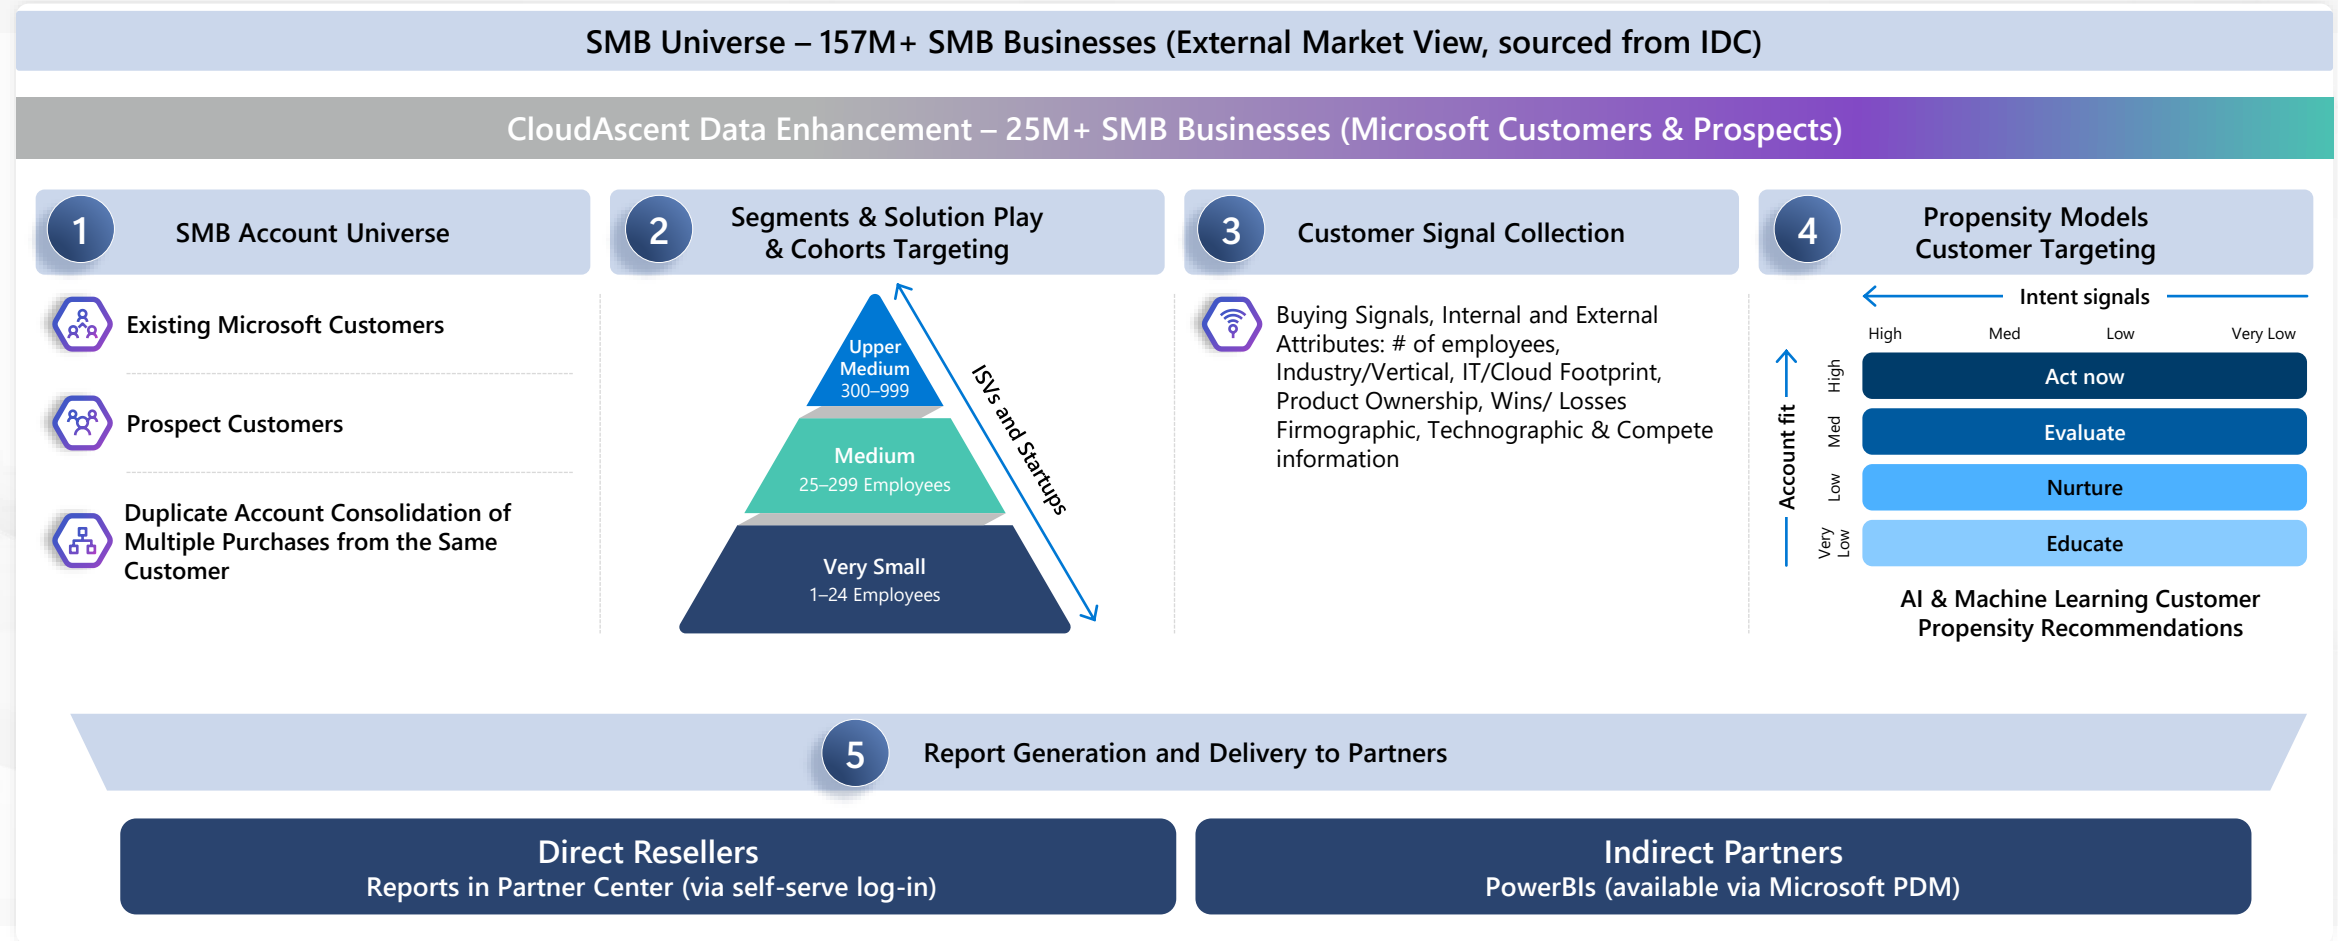 SMB Universe – 157M+ SMB Businesses (External Market View, sourced from IDC)
CloudAscent Data Enhancement – 25M+ SMB Businesses (Microsoft Customers & Prospects)
1
SMB Account Universe
Existing Microsoft Customers
Prospect Customers
Duplicate Account Consolidation of
Multiple Purchases from the Same
Customer
2
Segments & Solution Play
& Cohorts Targeting
Upper
Medium
300–999
Medium
25–299 Employees
Very Small
1–24 Employees
ISVs and Startups
3
Customer Signal Collection
Buying Signals, Internal and External
Attributes: # of employees,
Industry/Vertical, IT/Cloud Footprint,
Product Ownership, Wins/ Losses
Firmographic, Technographic & Compete
information
4
Propensity Models
Customer Targeting
Intent signals
High
Med
Low
Very Low
Account fit
High
Act now
Med
Evaluate
Low
Nurture
Very
Low
Educate
AI & Machine Learning Customer
Propensity Recommendations
5
Report Generation and Delivery to Partners
Direct Resellers
Reports in Partner Center (via self-serve log-in)
Indirect Partners
PowerBIs (available via Microsoft PDM)